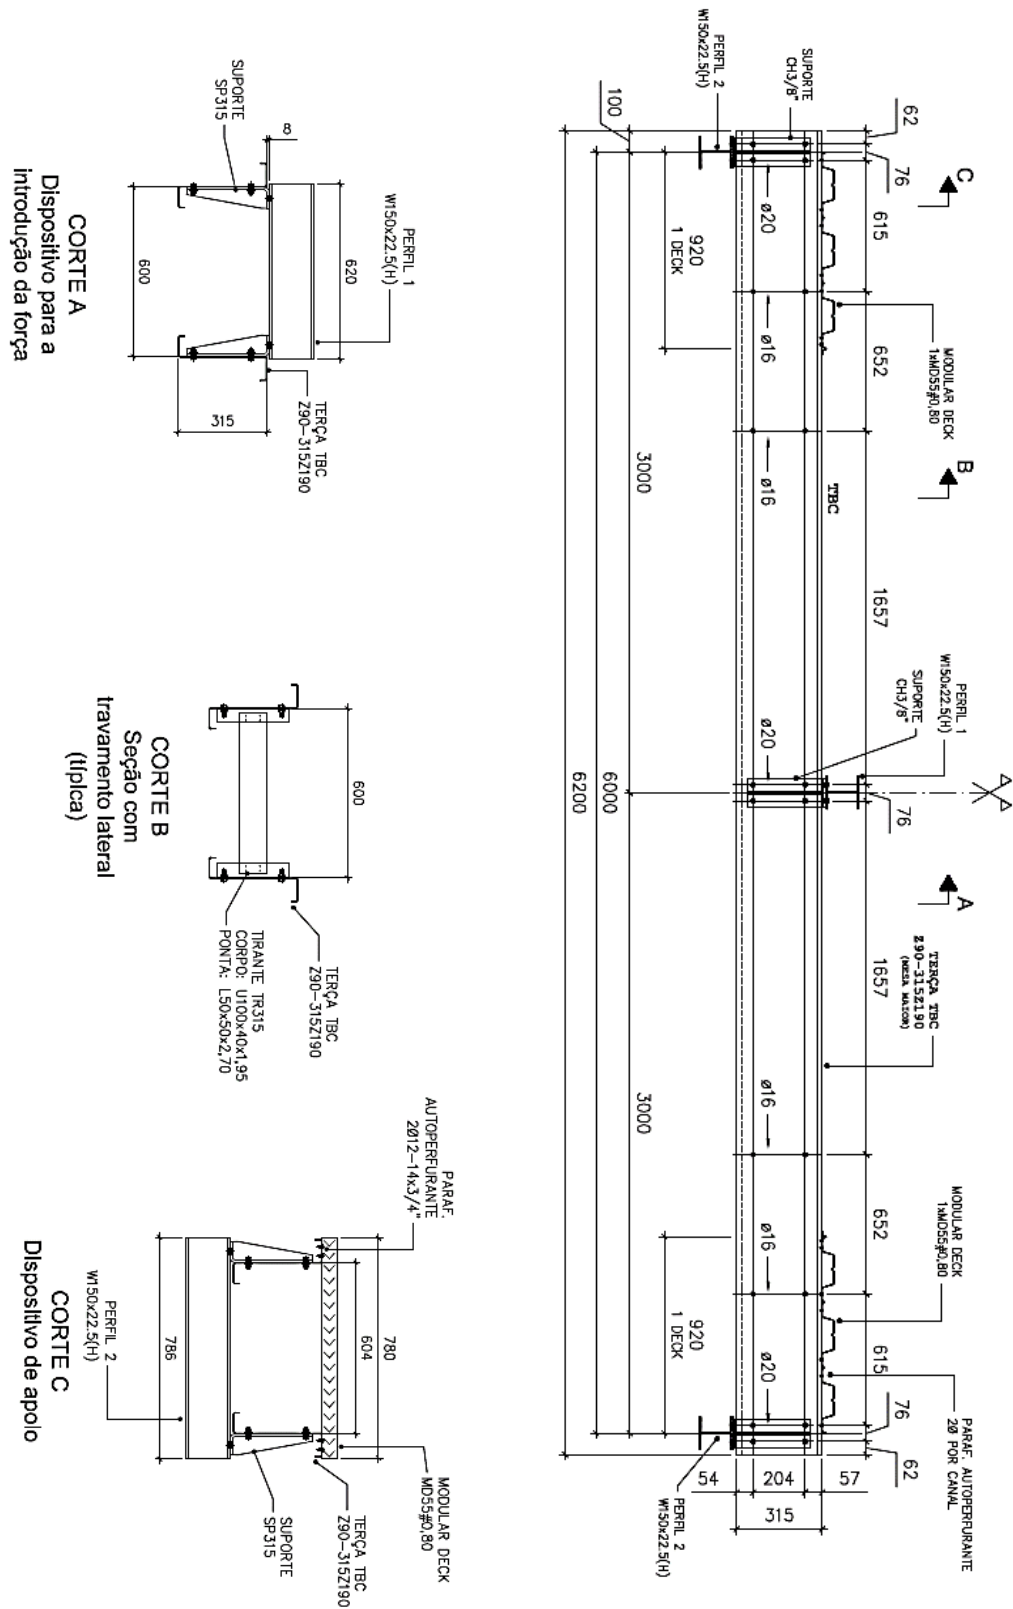 C
B
A
62
76
615
652
1657
76
1657
652
615
76
62
SUPORTE
CH3/8"
PERFIL 2
W150x22.5(H)
MODULAR DECK
1xMD55#0,80
TBC
PERFIL 1
W150x22.5(H)
SUPORTE
CH3/8"
TERÇA TBC
Z90-315Z190
(MESA MAIOR)
MODULAR DECK
1xMD55#0,80
PARAF. AUTOPERFURANTE
2Ø POR CANAL
ø20
ø16
ø16
ø20
ø16
ø16
ø20
57
204
54
315
PERFIL 2
W150x22.5(H)
920
1 DECK
920
1 DECK
100
3000
3000
6000
6200
PERFIL 1
W150x22.5(H)
620
8
SUPORTE
SP315
600
315
TERÇA TBC
Z90-315Z190
CORTE A
Dispositivo para a
introdução da força
600
TERÇA TBC
Z90-315Z190
TIRANTE TR315
CORPO: U100x40x1,95
PONTA: L50x50x2,70
CORTE B
Seção com
travamento lateral
(típica)
PARAF.
AUTOPERFURANTE
2Ø12-14x3/4"
780
604
786
MODULAR DECK
MD55#0,80
TERÇA TBC
Z90-315Z190
SUPORTE
SP315
PERFIL 2
W150x22.5(H)
CORTE C
Dispositivo de apoio